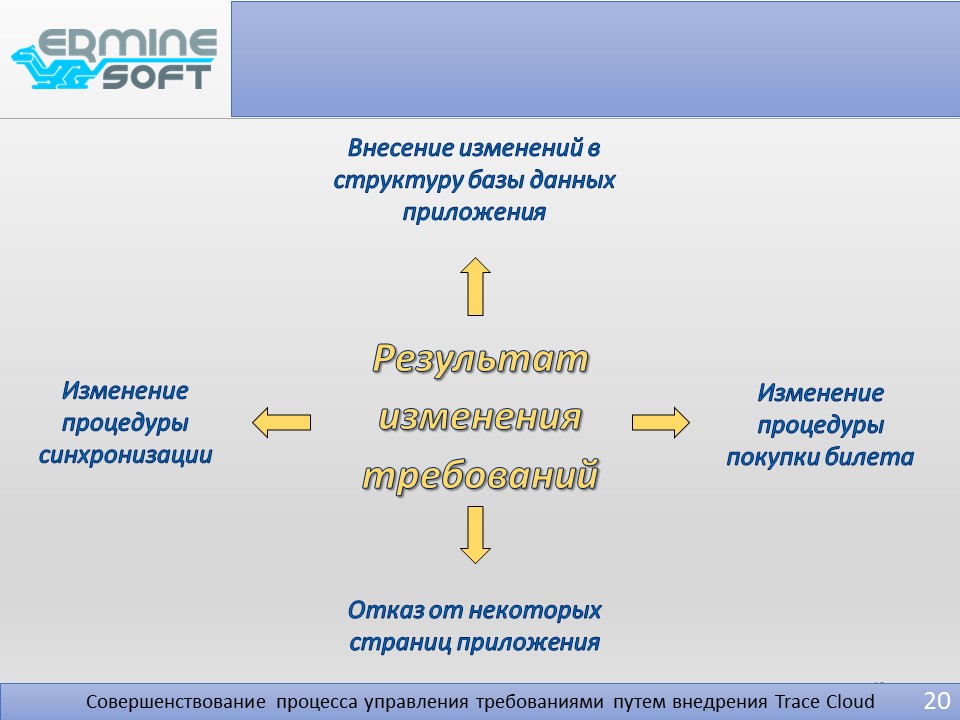 ERMINE
SOFT
Внесение изменений в
структуру базы данных
приложения
Результат
изменения
требований
Изменение
процедуры
синхронизации
Изменение
процедуры
покупки билета
Отказ от некоторых
страниц приложения
Совершенствование процесса управления требованиями путем внедрения Trace Cloud
20